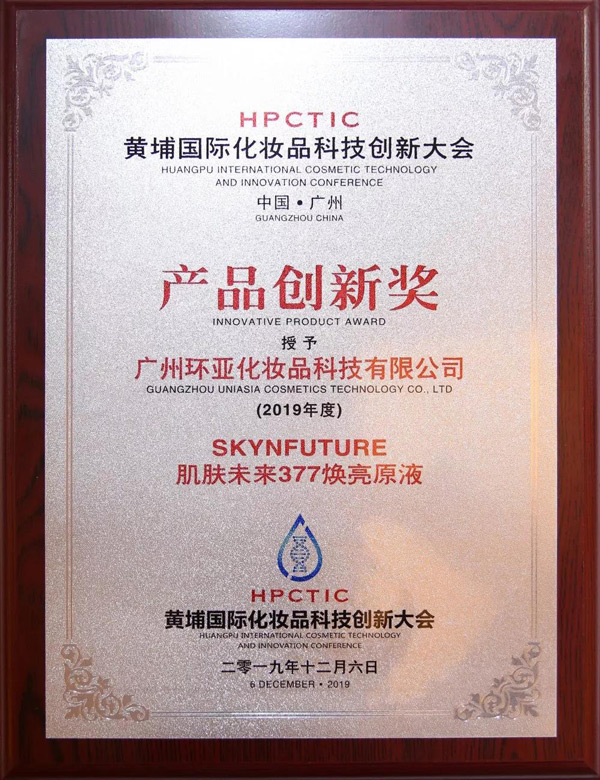 HPCTIC
黄埔国际化妆品科技创新大会
HUANGPU INTERNATIONAL COSMETIC TECHNOLOGY
AND INNOVATION CONFERENCE
中国·广州
GUANGZHOU CHINA
产品创新奖
INNOVATIVE PRODUCT AWARD
授予
广州环亚化妆品科技有限公司
GUANGZHOU UNIASIA COSMETICS TECHNOLOGY CO., LTD
(2019年度)
SKYNFUTURE
肌肤未来377焕亮原液
HPCTIC
黄埔国际化妆品科技创新大会
HUANGPU INTERNATIONAL COSMETIC TECHNOLOGY
AND INNOVATION CONFERENCE
二零一九年十二月六日
6 DECEMBER · 2019